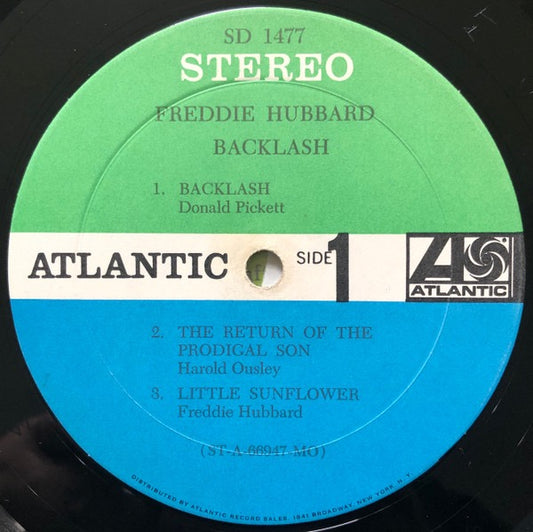 SD 1477
STEREO
FREDDIE HUBBARD
BACKLASH
1. BACKLASH
Donald Pickett
ATLANTIC
SIDE 1
ATLANTIC
2. THE RETURN OF THE
PRODIGAL SON
Harold Ousley
3. LITTLE SUNFLOWER
Freddie Hubbard
(ST-A-66947 MO)
DISTRIBUTED BY ATLANTIC RECORD SALES, 1841 BROADWAY, NEW YORK, N. Y.